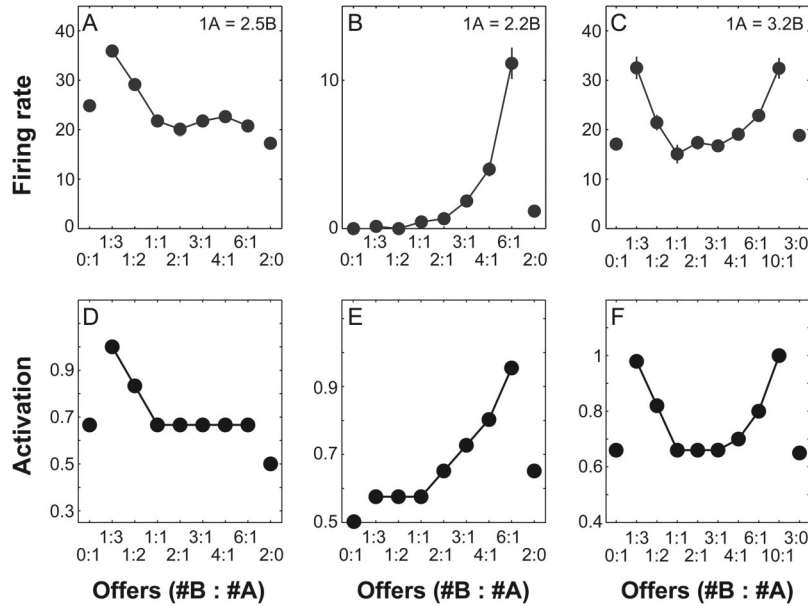 A
1A = 2.5B
B
1A = 2.2B
C
1A = 3.2B
Firing rate
40
30
20
10
0
10
0
40
30
20
10
0
1:3 1:1 3:1 6:1
0:1 1:2 2:1 4:1 2:0
1:3 1:1 3:1 6:1
0:1 1:2 2:1 4:1 2:0
1:3 1:1 3:1 6:1 3:0
0:1 1:2 2:1 4:1 10:1
D
E
F
Activation
0.9
0.7
0.5
0.3
0.9
0.7
0.5
1
0.8
0.6
0.4
1:3 1:1 3:1 6:1
0:1 1:2 2:1 4:1 2:0
1:3 1:1 3:1 6:1
0:1 1:2 2:1 4:1 2:0
1:3 1:1 3:1 6:1 3:0
0:1 1:2 2:1 4:1 10:1
Offers (#B : #A)
Offers (#B : #A)
Offers (#B : #A)